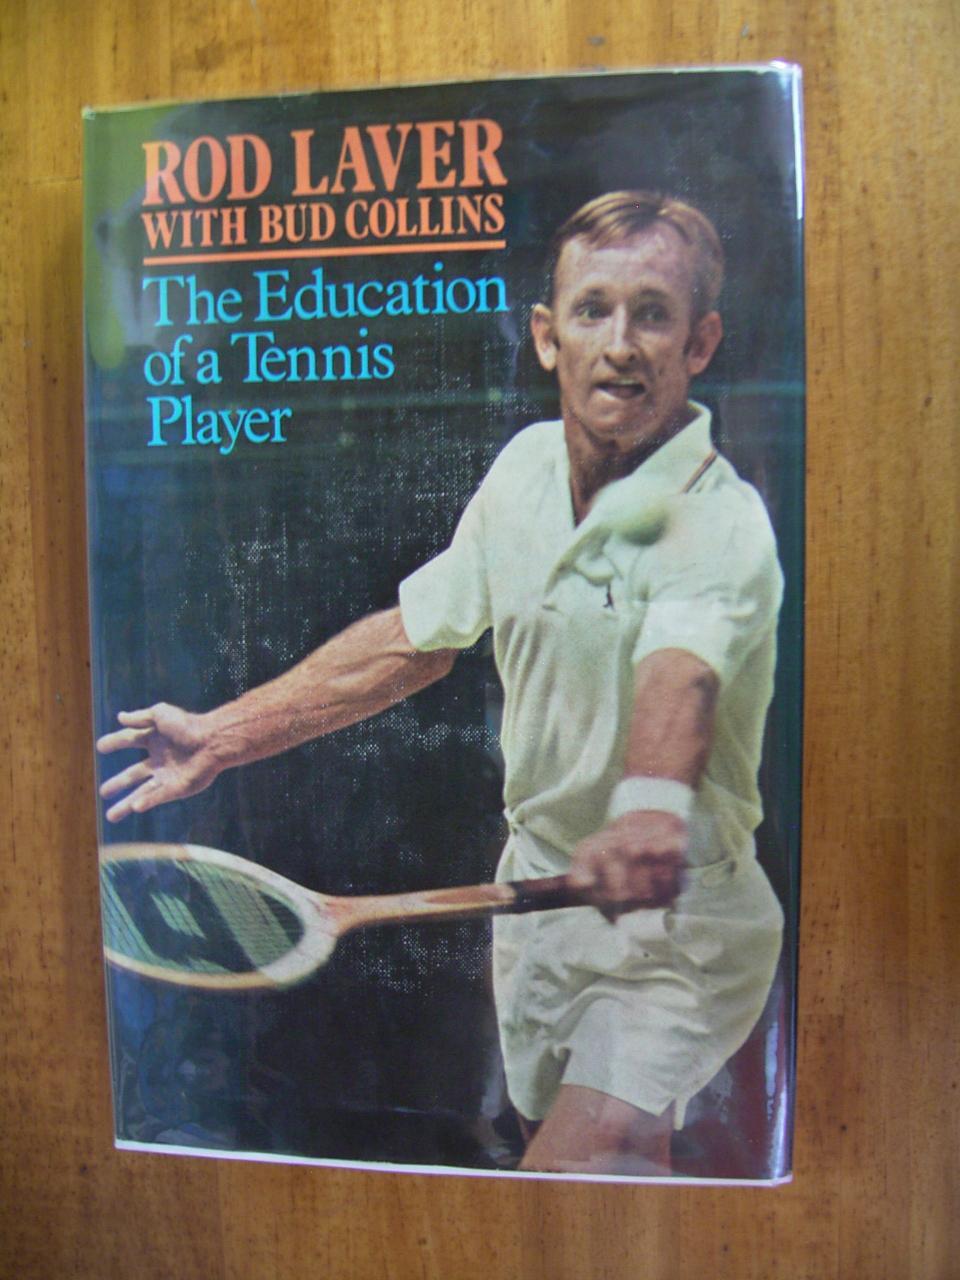 ROD LAVER
WITH BUD COLLINS
The Education
of a Tennis
Player